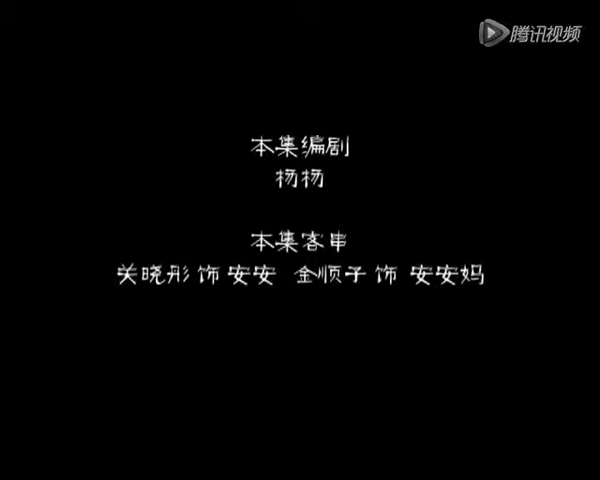 腾讯视频
本集编剧
杨杨
本集客串
关晓彤 饰 安安 金顺子 饰 安安妈